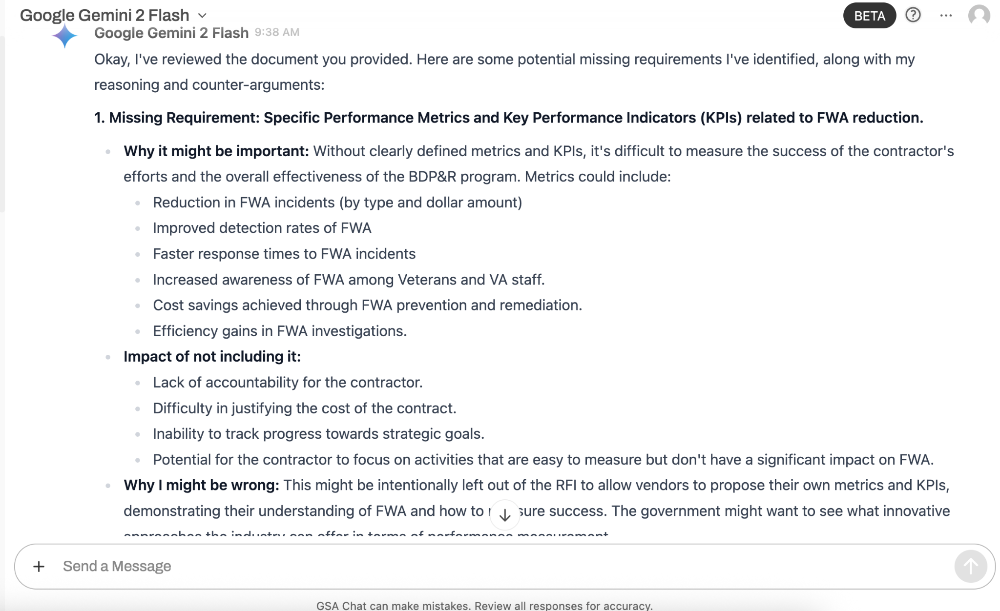 Google Gemini 2 Flash
BETA
Google Gemini 2 Flash 9:38 AM
Okay, I've reviewed the document you provided. Here are some potential missing requirements I've identified, along with my
reasoning and counter-arguments:
1. Missing Requirement: Specific Performance Metrics and Key Performance Indicators (KPIs) related to FWA reduction.
Why it might be important: Without clearly defined metrics and KPIs, it's difficult to measure the success of the contractor's
efforts and the overall effectiveness of the BDP&R program. Metrics could include:
Reduction in FWA incidents (by type and dollar amount)
Improved detection rates of FWA
Faster response times to FWA incidents
Increased awareness of FWA among Veterans and VA staff.
Cost savings achieved through FWA prevention and remediation.
Efficiency gains in FWA investigations.
Impact of not including it:
Lack of accountability for the contractor.
Difficulty in justifying the cost of the contract.
Inability to track progress towards strategic goals.
Potential for the contractor to focus on activities that are easy to measure but don't have a significant impact on FWA.
Why I might be wrong: This might be intentionally left out of the RFI to allow vendors to propose their own metrics and KPIs,
demonstrating their understanding of FWA and how to sure success. The government might want to see what innovative
approaches the industry can offer in terms of performance measurement
Send a Message
GSA Chat can make mistakes. Review all responses for accuracy.